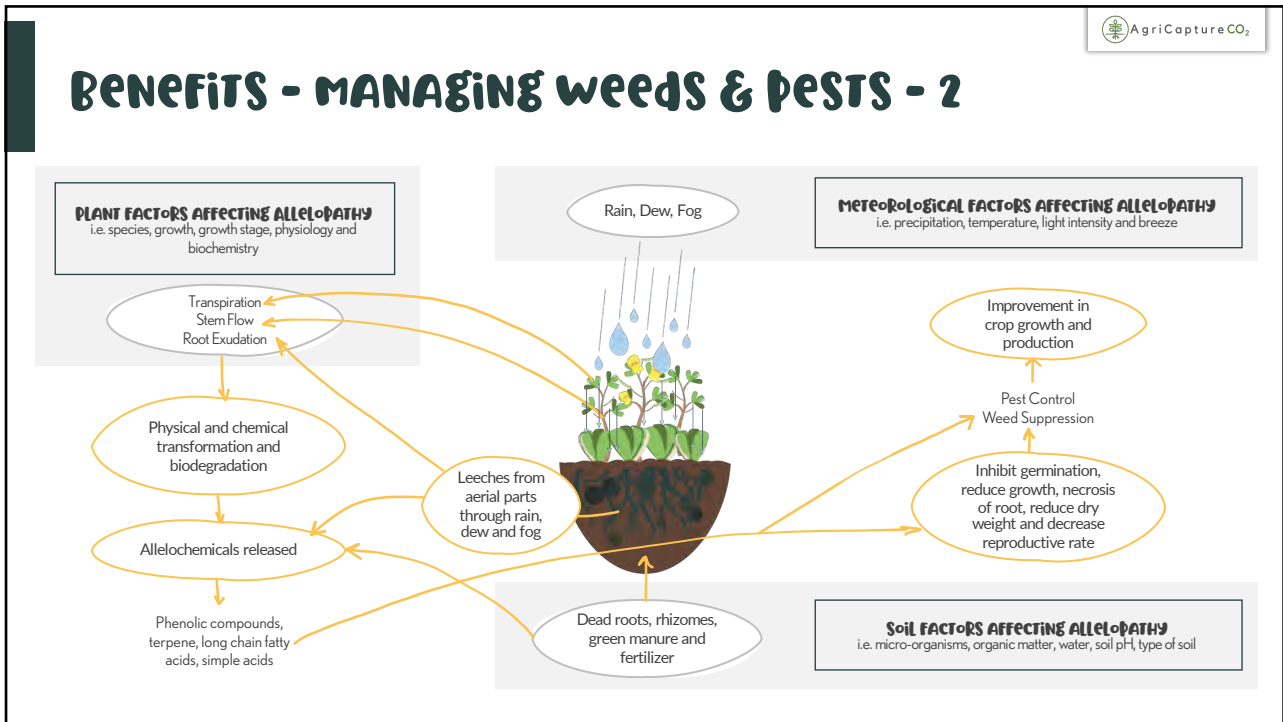 AgriCaptureCO₂
BENEFITS - MANAGING WEEDS & PESTS - 2
PLANT FACTORS AFFECTING ALLELOPATHY
i.e. species, growth, growth stage, physiology and
biochemistry
Rain, Dew, Fog
METEOROLOGICAL FACTORS AFFECTING ALLELOPATHY
i.e. precipitation, temperature, light intensity and breeze
Transpiration
Stem Flow
Root Exudation
Improvement in
crop growth and
production
Pest Control
Weed Suppression
Physical and chemical
transformation and
biodegradation
Leeches from
aerial parts
through rain,
dew and fog
Inhibit germination,
reduce growth, necrosis
of root, reduce dry
weight and decrease
reproductive rate
Allelochemicals released
Phenolic compounds,
terpene, long chain fatty
acids, simple acids
Dead roots, rhizomes,
green manure and
fertilizer
SOIL FACTORS AFFECTING ALLELOPATHY
i.e. micro-organisms, organic matter, water, soil pH, type of soil